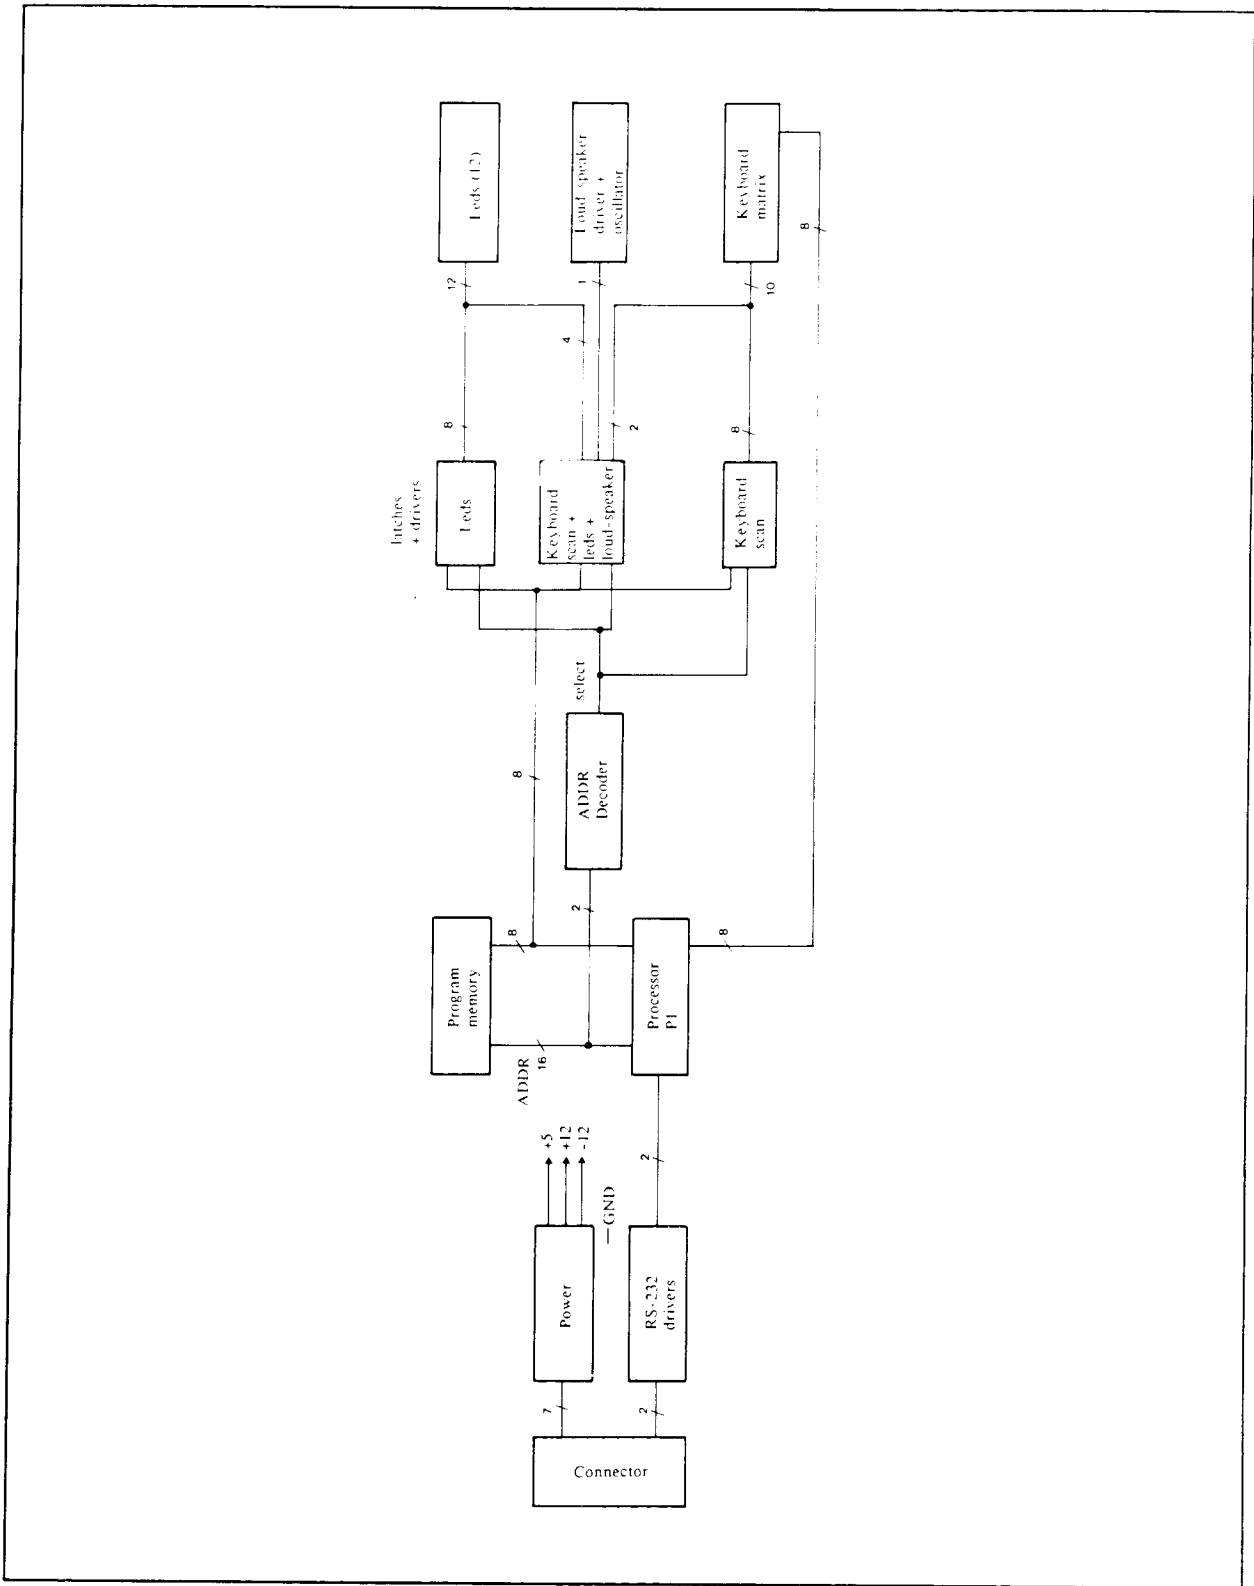 Leds (12)
Loud-speaker
driver +
oscillator
Keyboard
matrix
12
1
10
8
4
8
2
8
latches
+ drivers
Leds
Keyboard
scan +
leds +
loud-speaker
Keyboard
scan
select
8
ADDR
Decoder
2
Program
memory
8
8
ADDR
16
Processor
P1
+5
+12
-12
GND
2
Power
RS-232
drivers
7
2
Connector